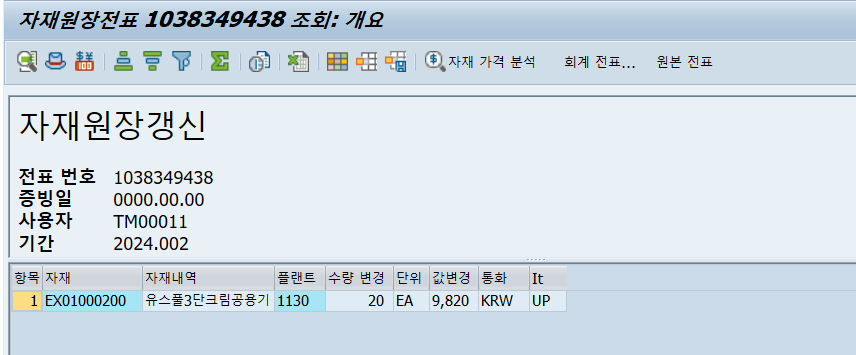 자재원장전표 1038349438 조회: 개요
자재 가격 분석 회계 전표... 원본 전표
자재원장갱신
전표 번호 1038349438
증빙일 0000.00.00
사용자 TM00011
기간 2024.002
항목 자재 자재내역 플랜트 수량 변경 단위 값변경 통화 It
1 EX01000200 유스풀3단크림공용기 1130 20 EA 9,820 KRW UP